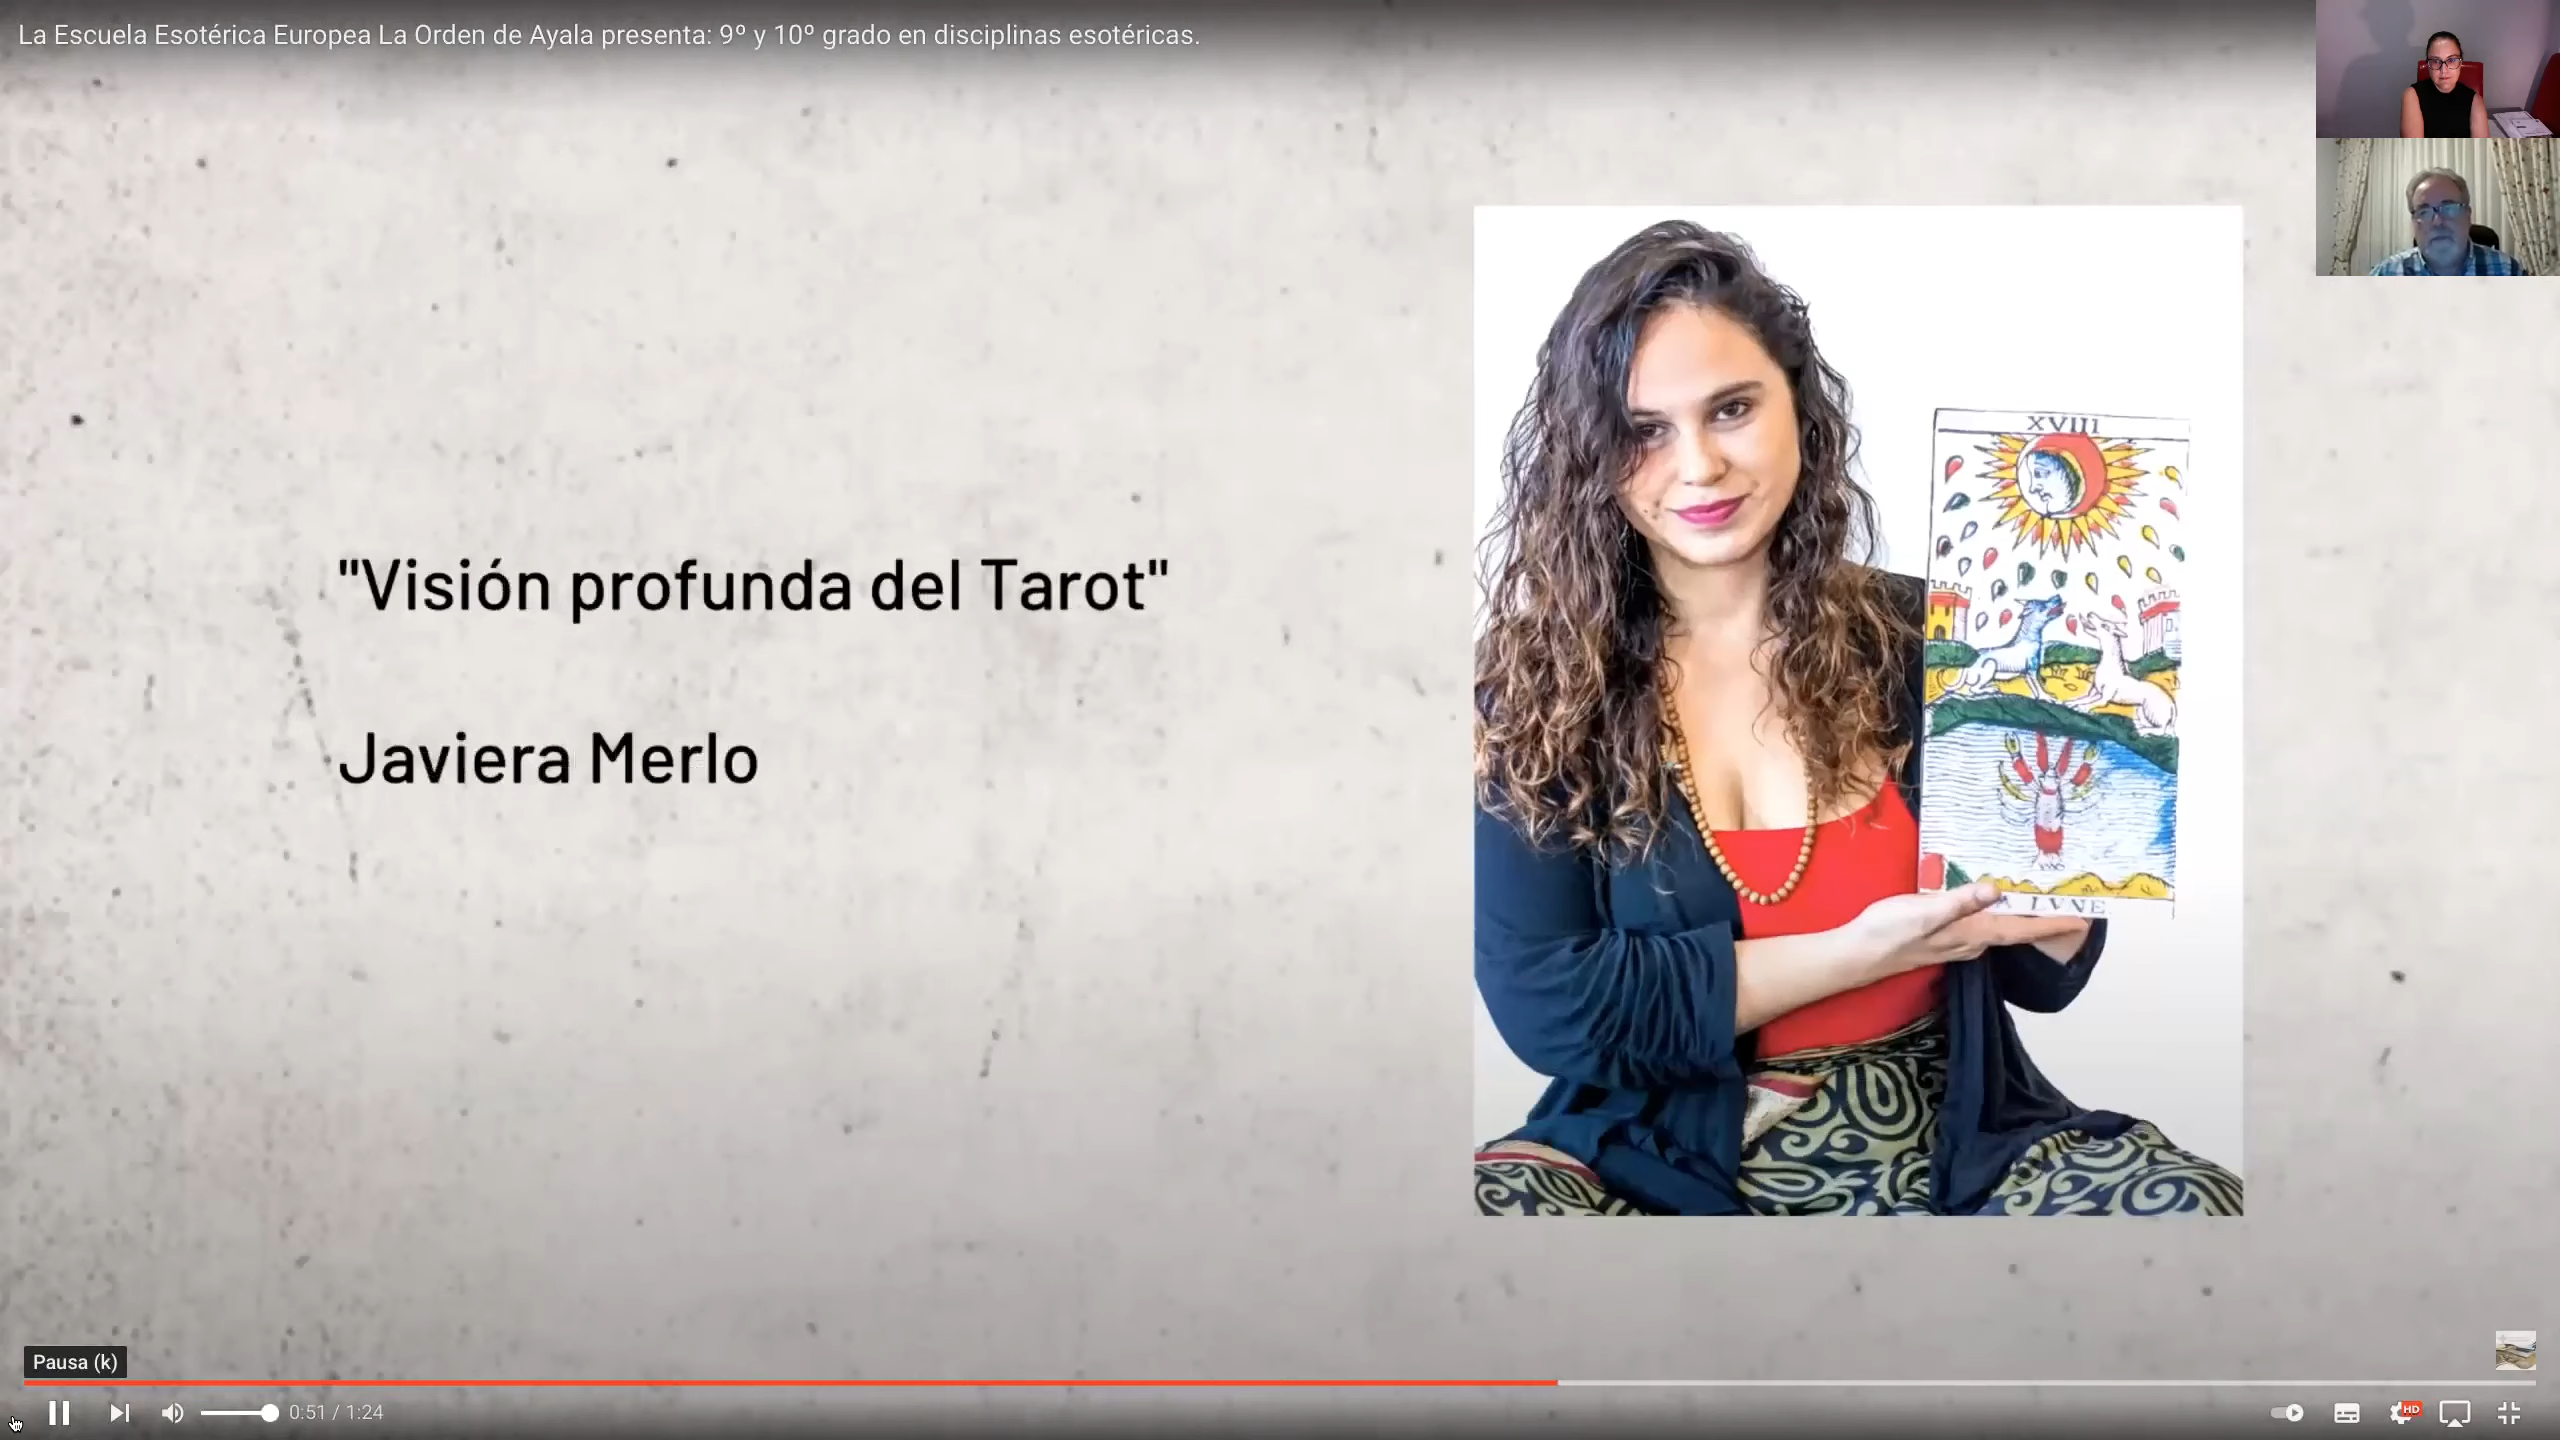 La Escuela Esotérica Europea La Orden de Ayala presenta: 9º y 10º grado en disciplinas esotéricas.
XVIII
"Visión profunda del Tarot"
Javiera Merlo
LVNE
Pausa (k)
0:51 / 1:24
HD